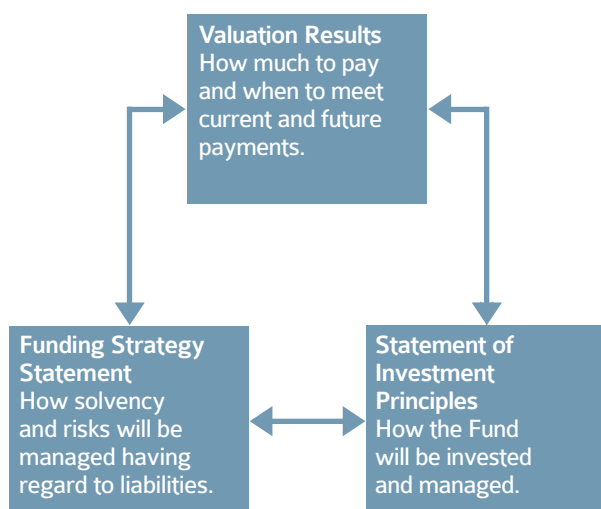 Valuation Results
How much to pay
and when to meet
current and future
payments.
Funding Strategy
Statement
How solvency
and risks will be
managed having
regard to liabilities.
Statement of
Investment
Principles
How the Fund
will be invested
and managed.